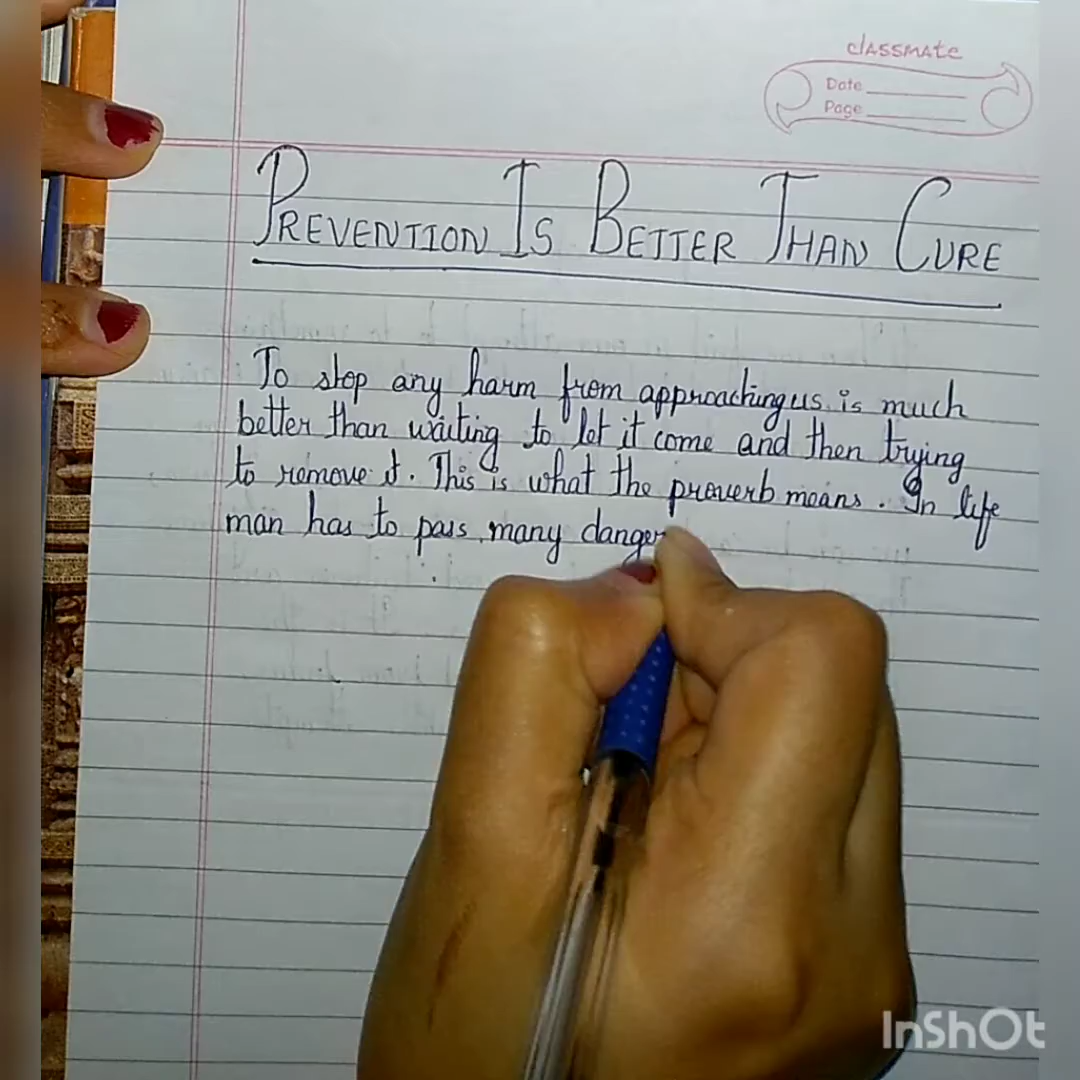 classmate
Date
Page
PREVENTION IS BETTER THAN CURE
To stop any harm from approaching us is much
better than waiting to let it come and then trying
to remove it. This is what the proverb means. In life
man has to pass many danger
InShOt